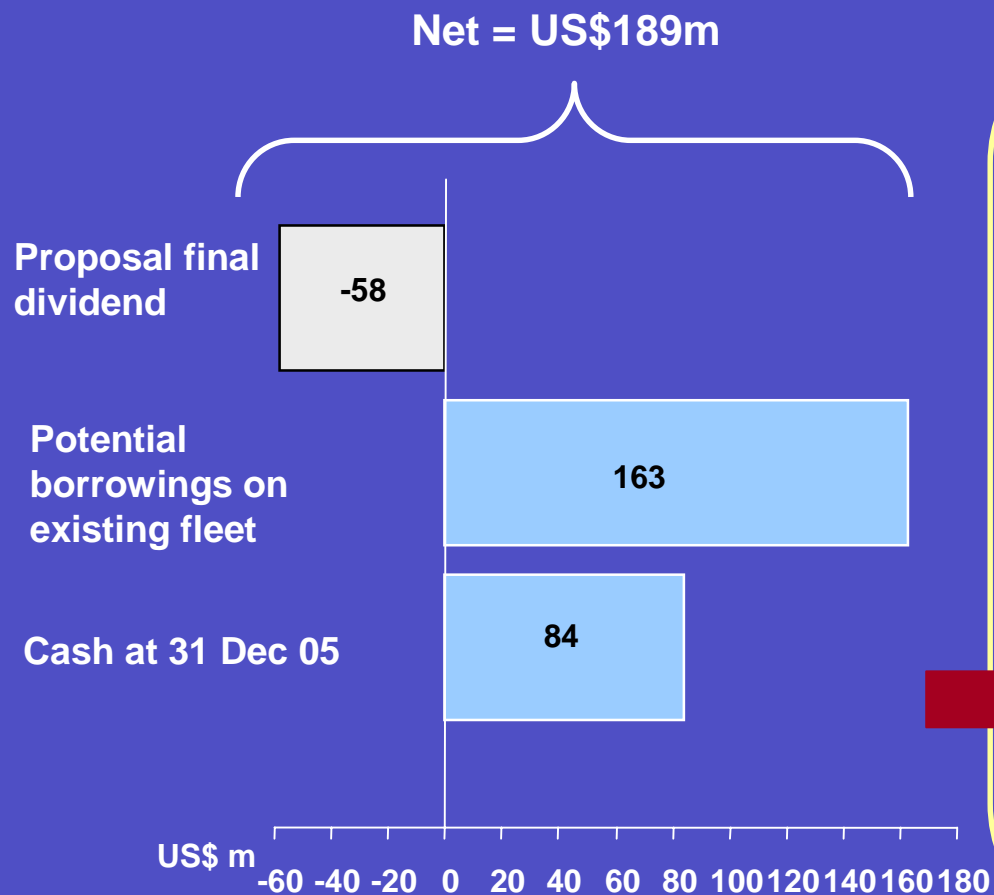 Net = US$189m
Proposal final
dividend
-58
Potential
borrowings on
existing fleet
163
Cash at 31 Dec 05
84
US$ m
-60 -40 -20 0 20 40 60 80 100 120 140 160 180